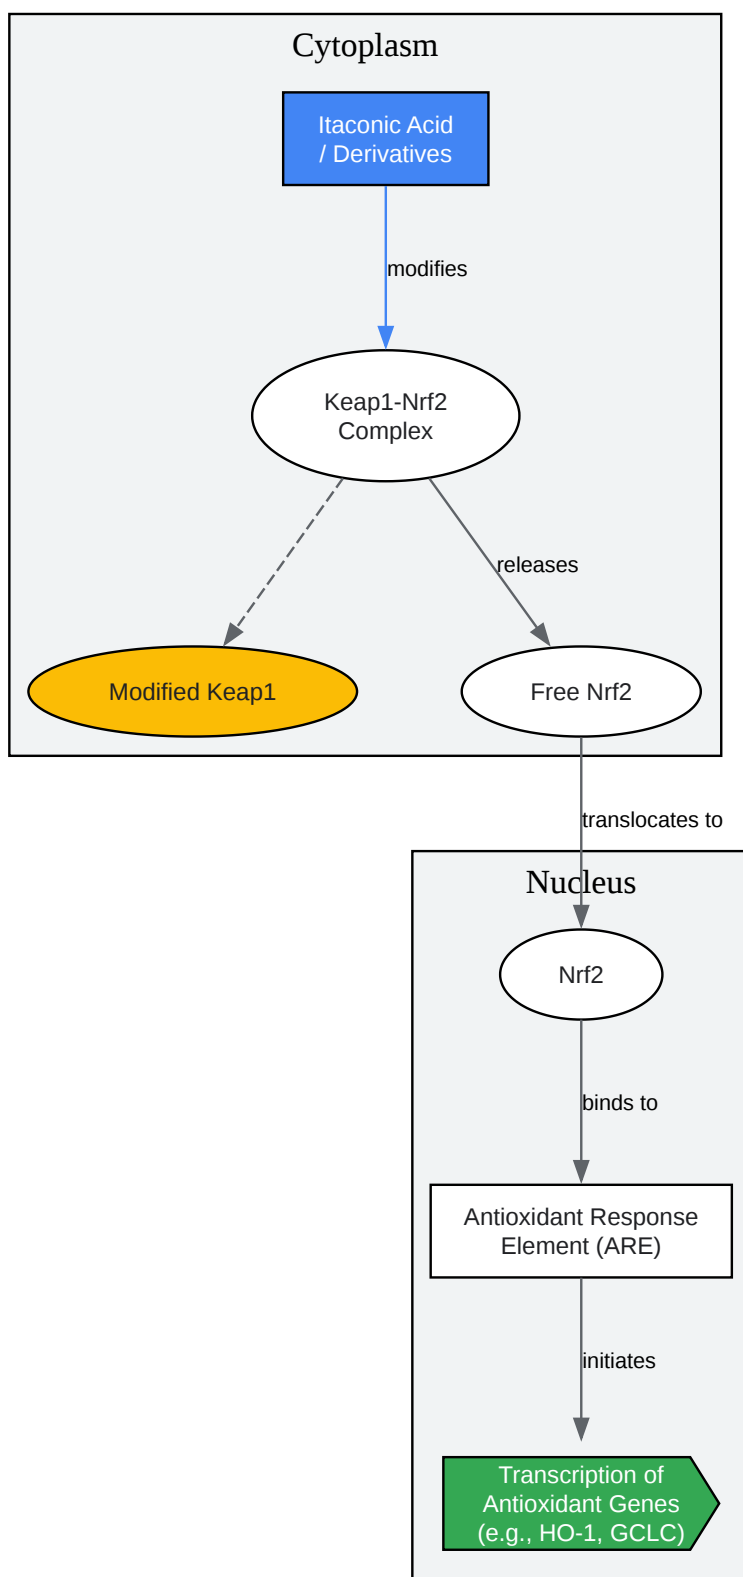 Cytoplasm
Itaconic Acid
/ Derivatives
modifies
Keap1-Nrf2
Complex
releases
Modified Keap1
Free Nrf2
translocates to
Nucleus
Nrf2
binds to
Antioxidant Response
Element (ARE)
initiates
Transcription of
Antioxidant Genes
(e.g., HO-1, GCLC)